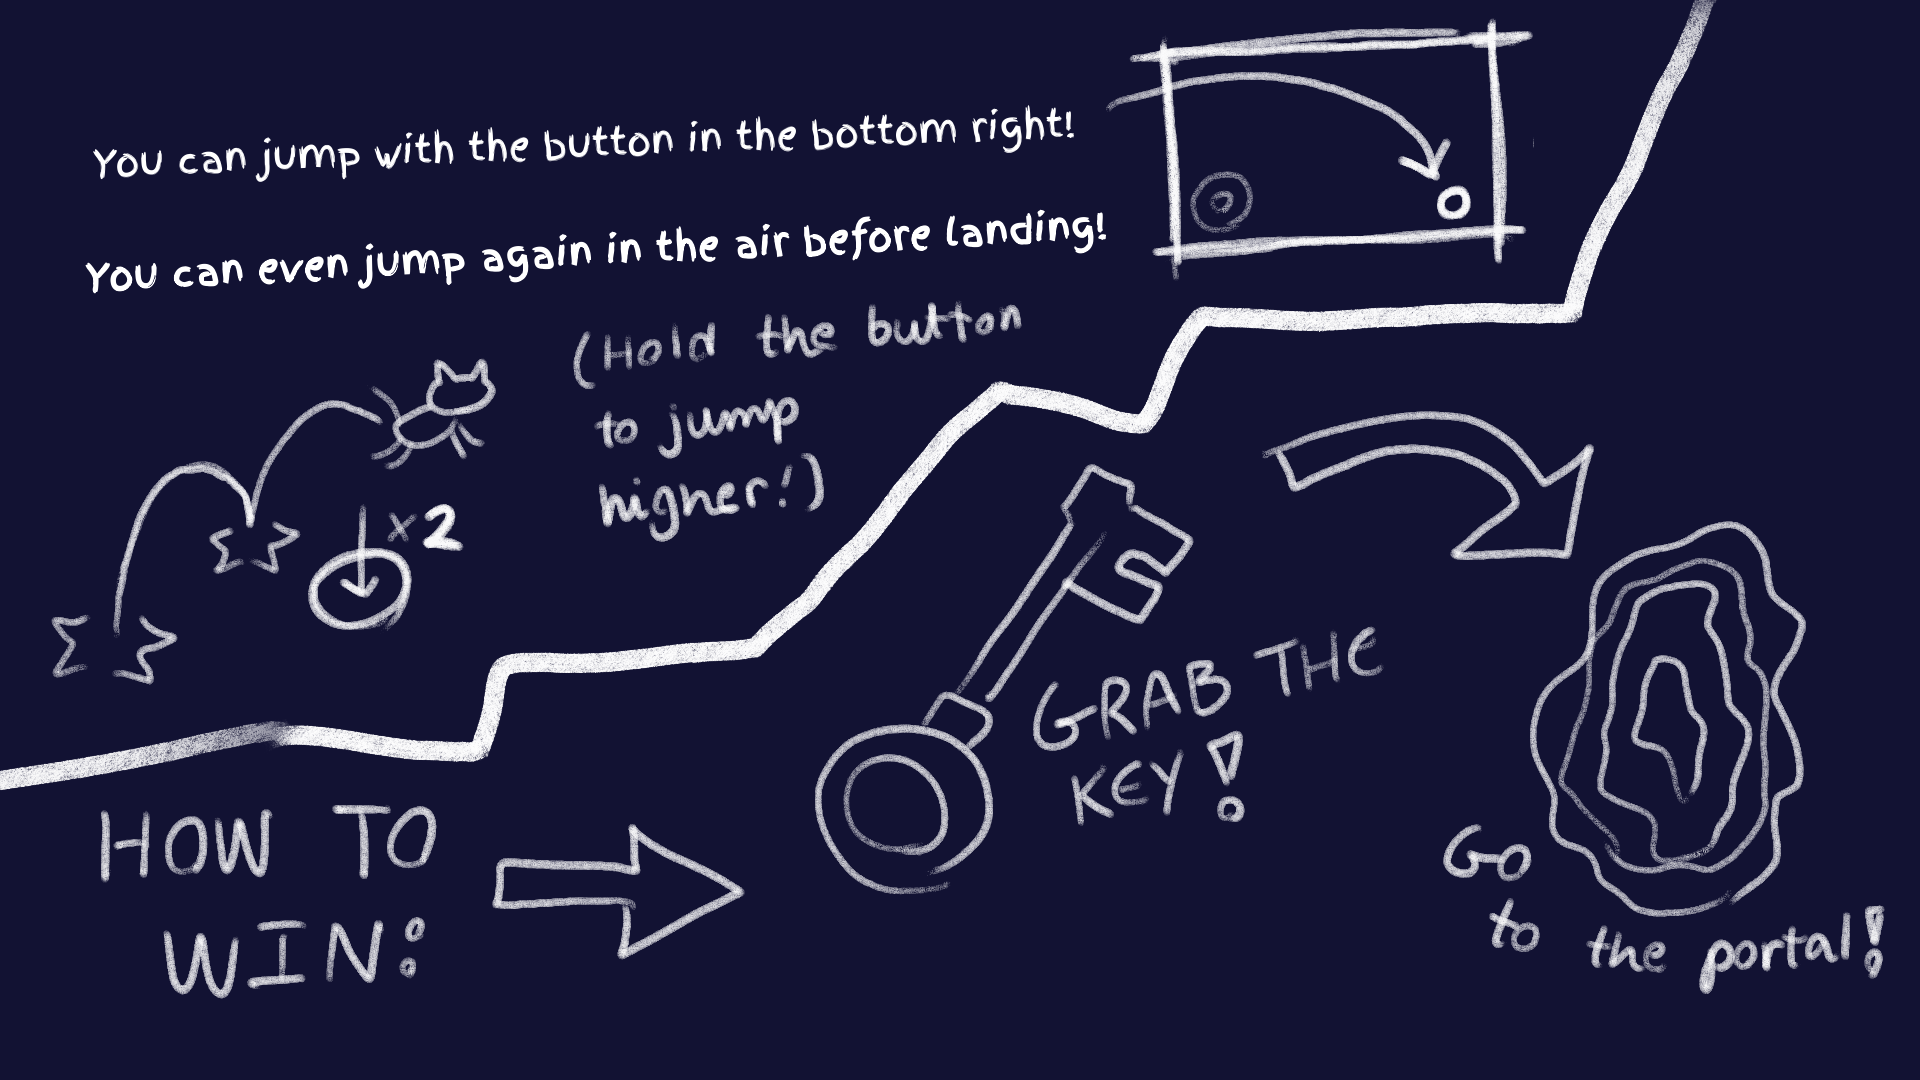 You can jump with the button in the bottom right!
You can even jump again in the air before landing!
(Hold the button
to jump
higher!)
x2
HOW TO
WIN:
GRAB THE
KEY!
GO
to the portal!